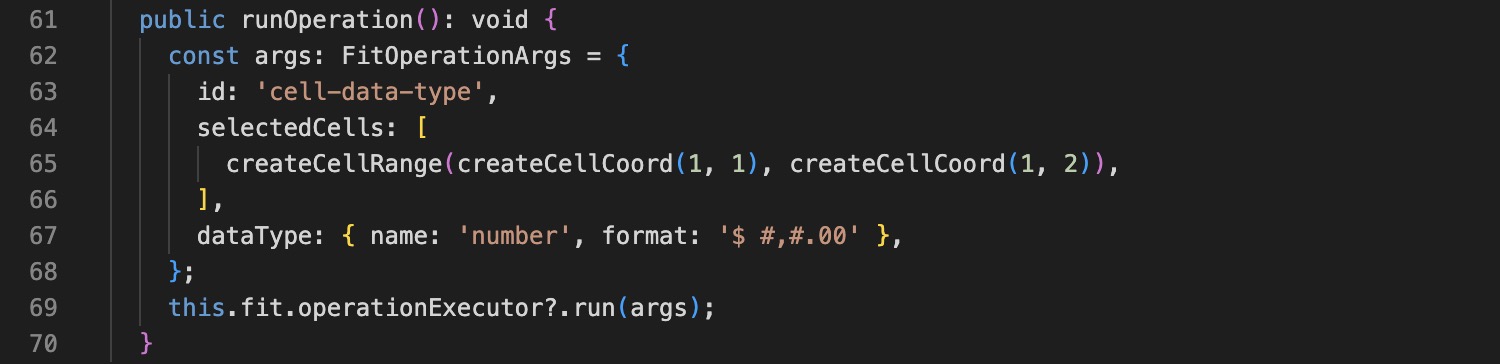 61 public runOperation(): void {
62 const args: FitOperationArgs = {
63 id: 'cell-data-type',
64 selectedCells: [
65 createCellRange(createCellCoord(1, 1), createCellCoord(1, 2)),
66 ],
67 dataType: { name: 'number', format: '$ #,#.00' },
68 };
69 this.fit.operationExecutor?.run(args);
70 }